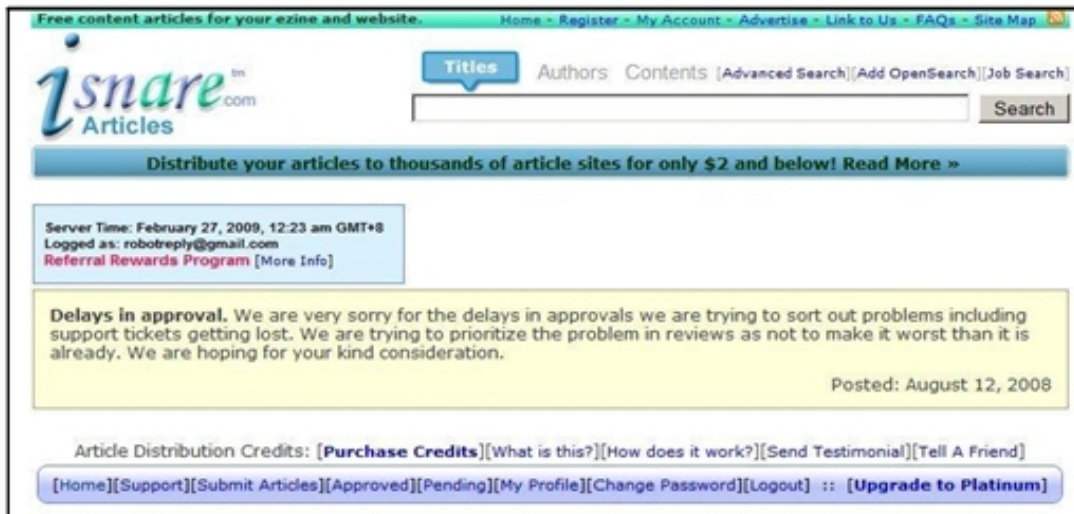 Free content articles for your ezine and website.
Home - Register - My Account - Advertise - Link to Us - FAQs - Site Map
isnare.com tm
Articles
Titles Authors Contents [Advanced Search][Add OpenSearch][Job Search]
Search
Distribute your articles to thousands of article sites for only $2 and below! Read More »
Server Time: February 27, 2009, 12:23 am GMT+8
Logged as: robotreply@gmail.com
Referral Rewards Program [More Info]
Delays in approval. We are very sorry for the delays in approvals we are trying to sort out problems including
support tickets getting lost. We are trying to prioritize the problem in reviews as not to make it worst than it is
already. We are hoping for your kind consideration.
Posted: August 12, 2008
Article Distribution Credits: [Purchase Credits][What is this?][How does it work?][Send Testimonial][Tell A Friend]
[Home][Support][Submit Articles][Approved][Pending][My Profile][Change Password][Logout] :: [Upgrade to Platinum]